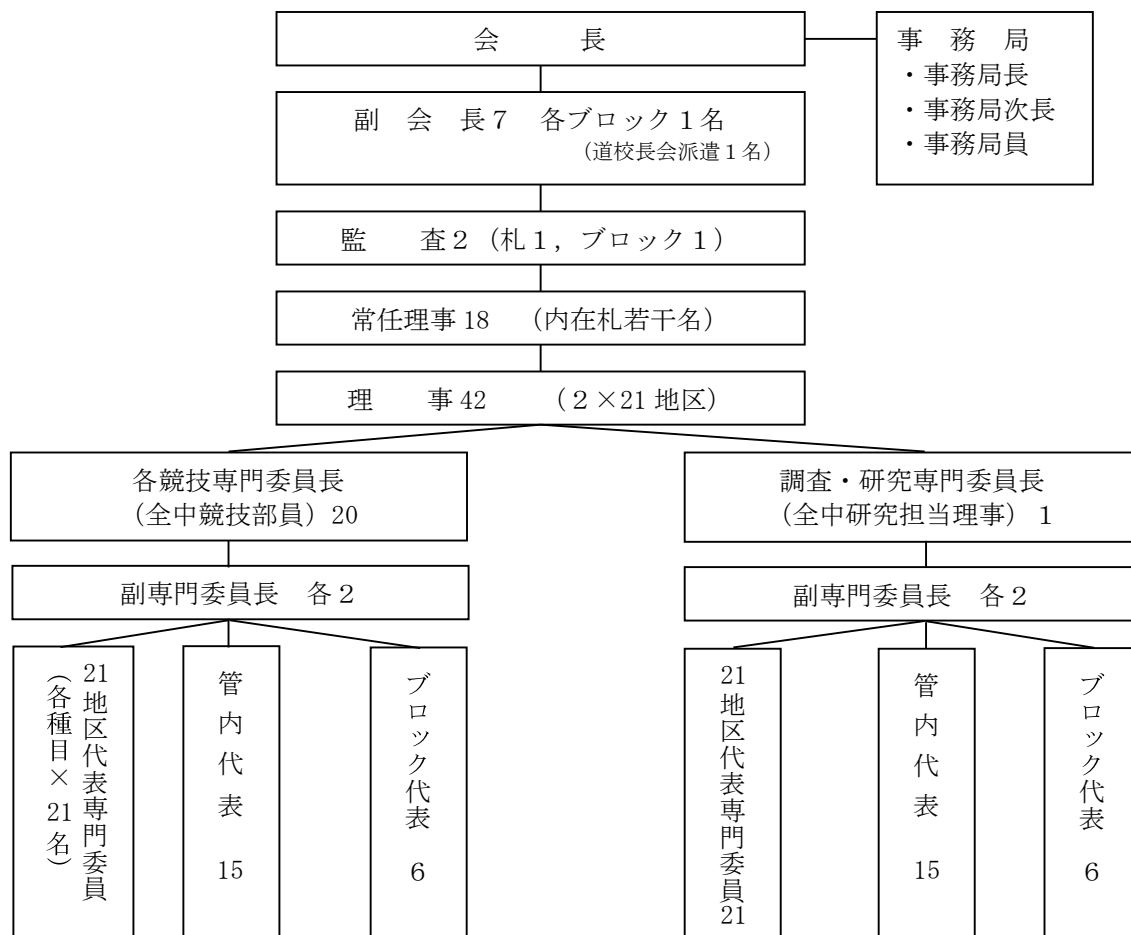 会　　　長
事　務　局
・事務局長
・事務局次長
・事務局員
副　会　長７　各ブロック１名
(道校長会派遣１名)
監　　査２（札１，ブロック１）
常任理事 18　（内在札若干名）
理　　事 42　　（２×21 地区）
各競技専門委員長
（全中競技部員）20
調査・研究専門委員長
（全中研究担当理事）１
副専門委員長　各２
副専門委員長　各２
21地区代表専門委員
（各種目×21名）
管内代表　15
ブロック代表　6
21地区代表専門委員21
管内代表　15
ブロック代表　6